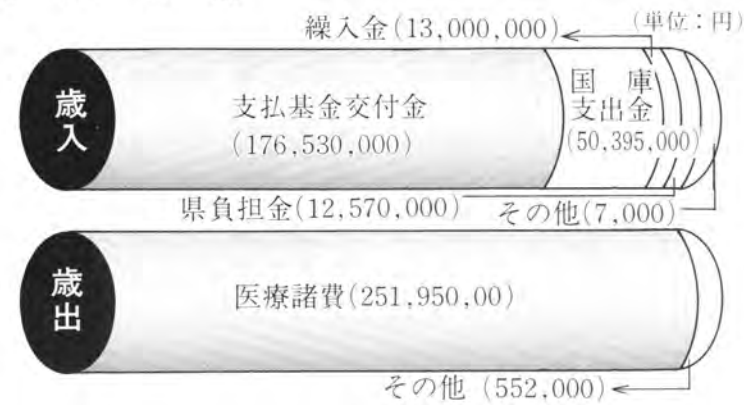 繰入金(13,000,000)
(単位:円)
歳入
支払基金交付金
(176,530,000)
国庫
支出金
(50,395,000)
県負担金(12,570,000)
その他(7,000)
歳出
医療諸費(251,950,00)
その他 (552,000)